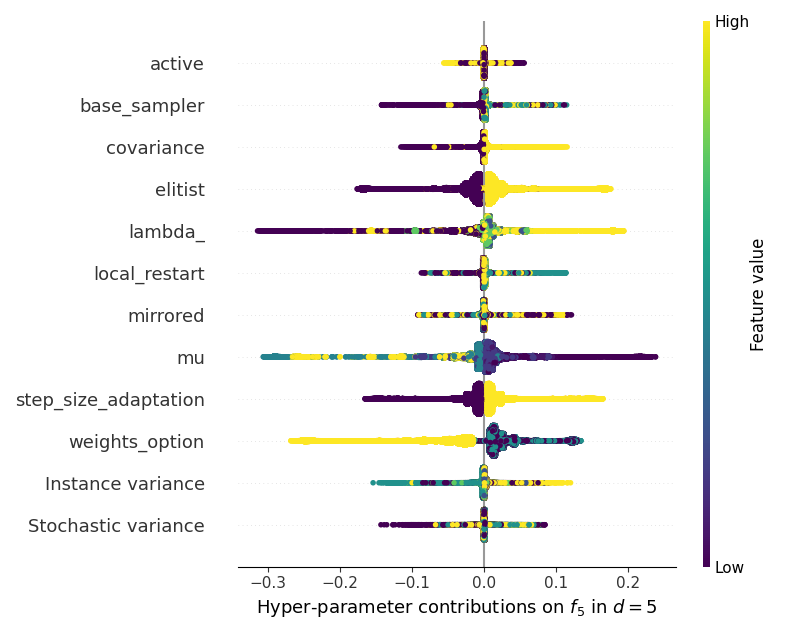 High
active
base_sampler
covariance
elitist
lambda_
local_restart
mirrored
mu
step_size_adaptation
weights_option
Instance variance
Stochastic variance
Feature value
Low
−0.3 −0.2 −0.1 0.0 0.1 0.2
Hyper-parameter contributions on $f_5$ in $d = 5$